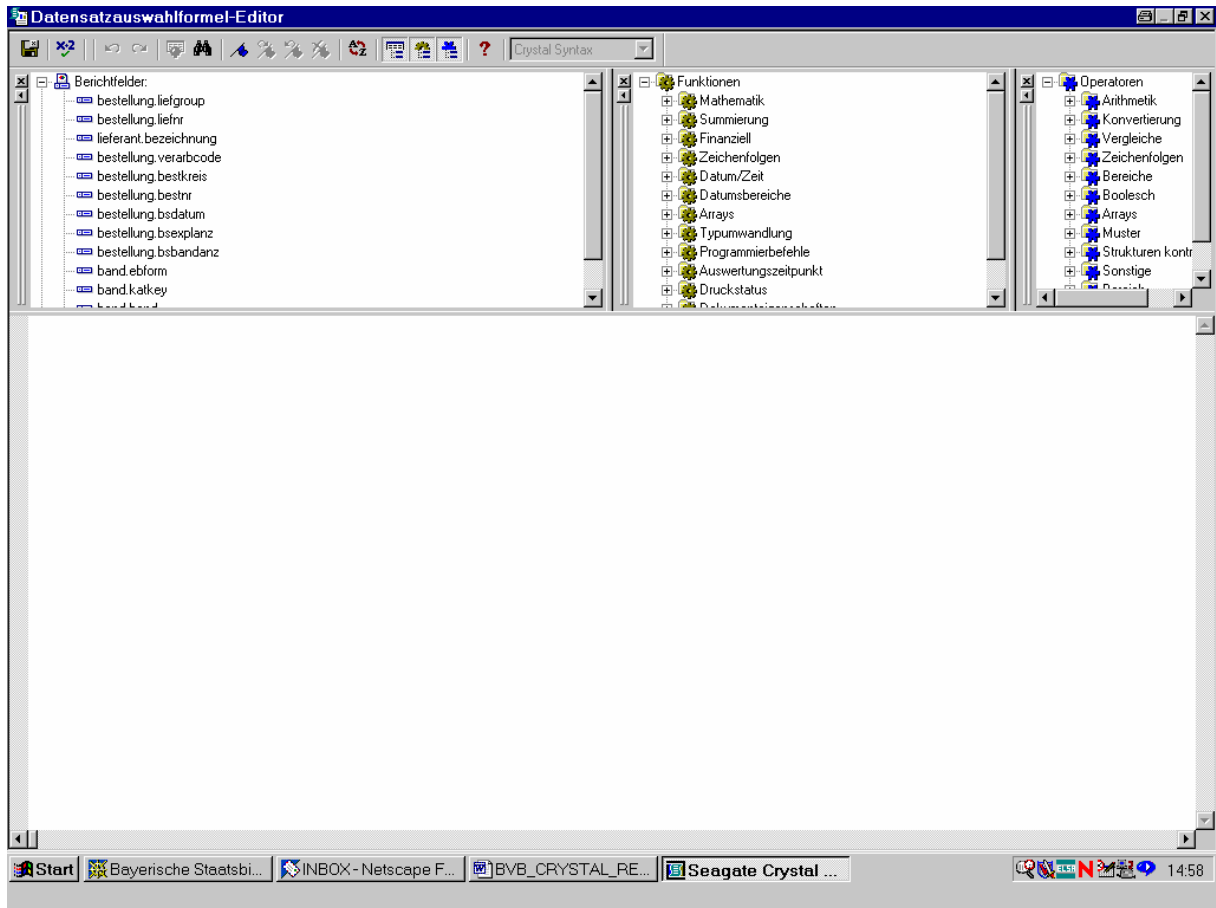 Datensatzauswahlformel-Editor
Crystal Syntax
Berichtfelder:
bestellung.liefgroup
bestellung.liefnr
lieferant.bezeichnung
bestellung.verarbcode
bestellung.bestkreis
bestellung.bestnr
bestellung.bsdatum
bestellung.bsexplanz
bestellung.bsbandanz
band.ebform
band.katkey
Funktionen
Mathematik
Summierung
Finanziell
Zeichenfolgen
Datum/Zeit
Datumsbereiche
Arrays
Typumwandlung
Programmierbefehle
Auswertungszeitpunkt
Druckstatus
Operatoren
Arithmetik
Konvertierung
Vergleiche
Zeichenfolgen
Bereiche
Boolesch
Arrays
Muster
Strukturen kontr
Sonstige
Start
Bayerische Staatsbi...
INBOX - Netscape F...
BVB_CRYSTAL_RE...
Seagate Crystal ...
14:58